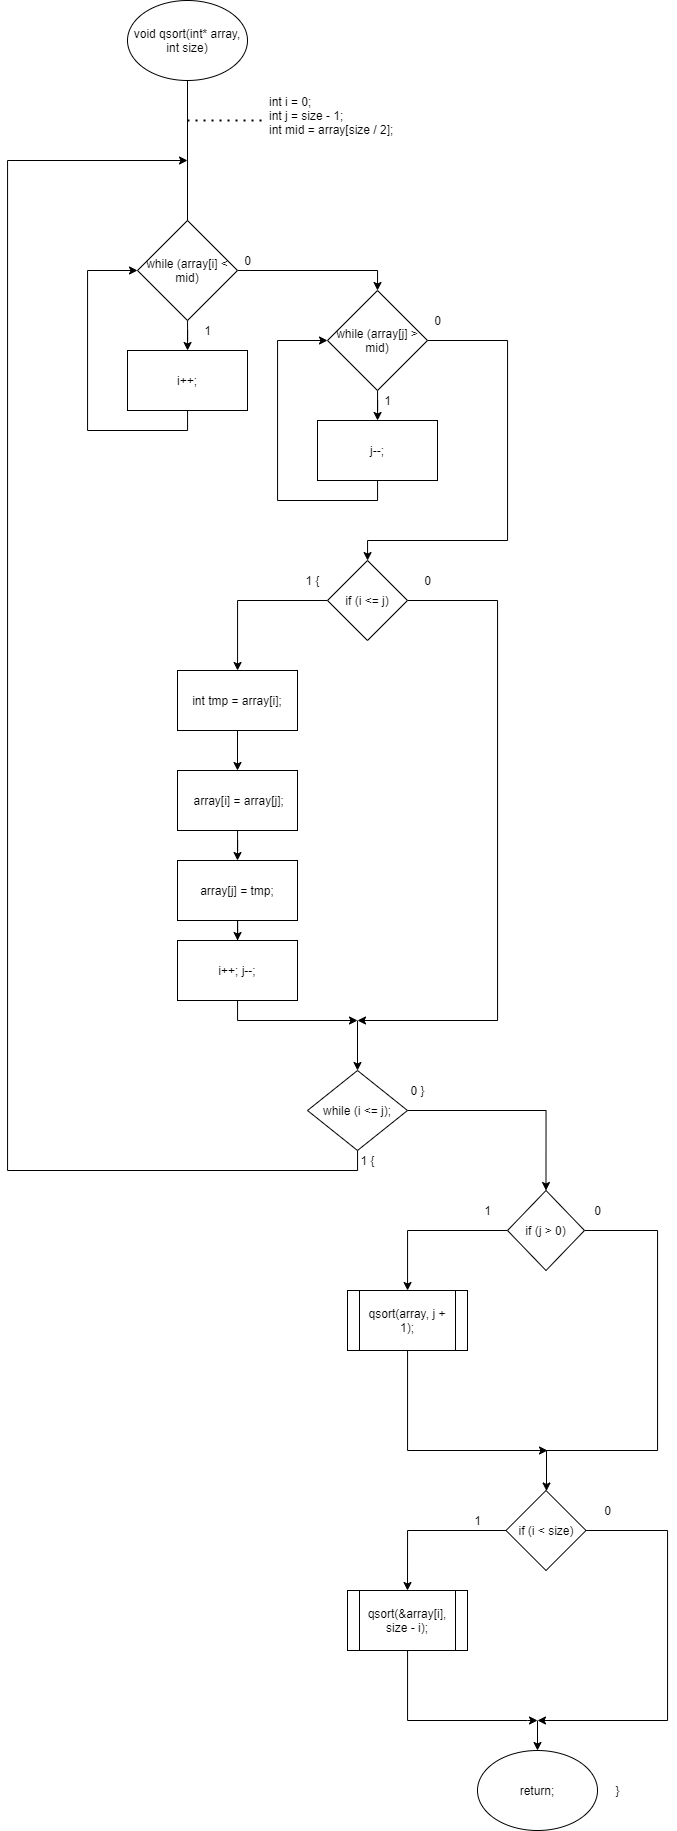 void qsort(int* array,
int size)
int i = 0;
int j = size - 1;
int mid = array[size / 2];
while (array[i] <
mid)
0
1
i++;
while (array[j] >
mid)
0
1
j--;
if (i <= j)
1 {
0
int tmp = array[i];
array[i] = array[j];
array[j] = tmp;
i++; j--;
while (i <= j);
0 }
1 {
if (j > 0)
1
0
qsort(array, j +
1);
if (i < size)
1
0
qsort(&array[i],
size - i);
return;
}